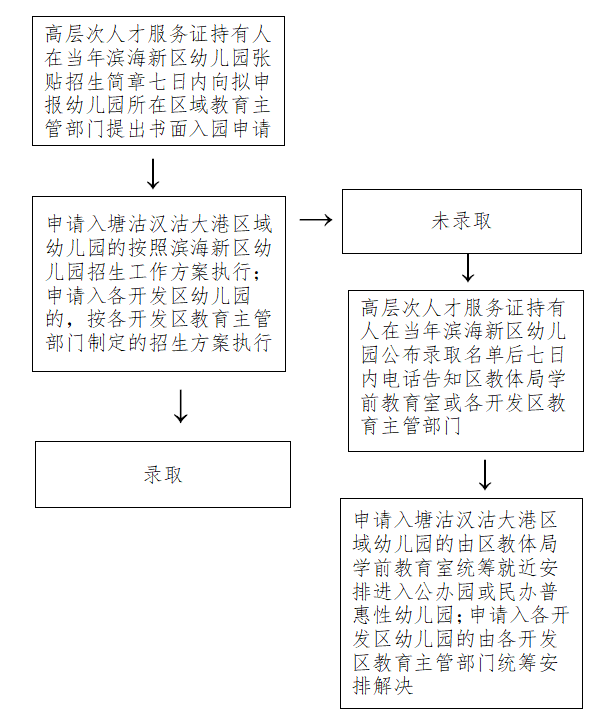 高层次人才服务证持有人
在当年滨海新区幼儿园张
贴招生简章七日内向拟申
报幼儿园所在区域教育主
管部门提出书面入园申请
↓
申请入塘沽汉沽大港区域
幼儿园的按照滨海新区幼
儿园招生工作方案执行;
申请入各开发区幼儿园
的，按各开发区教育主管
部门制定的招生方案执行
↓
录取
→
未录取
↓
高层次人才服务证持有
人在当年滨海新区幼儿
园公布录取名单后七日
内电话告知区教体局学
前教育室或各开发区教
育主管部门
↓
申请入塘沽汉沽大港区
域幼儿园的由区教体局
学前教育室统筹就近安
排进入公办园或民办普
惠性幼儿园;申请入各开
发区幼儿园的由各开发
区教育主管部门统筹安
排解决